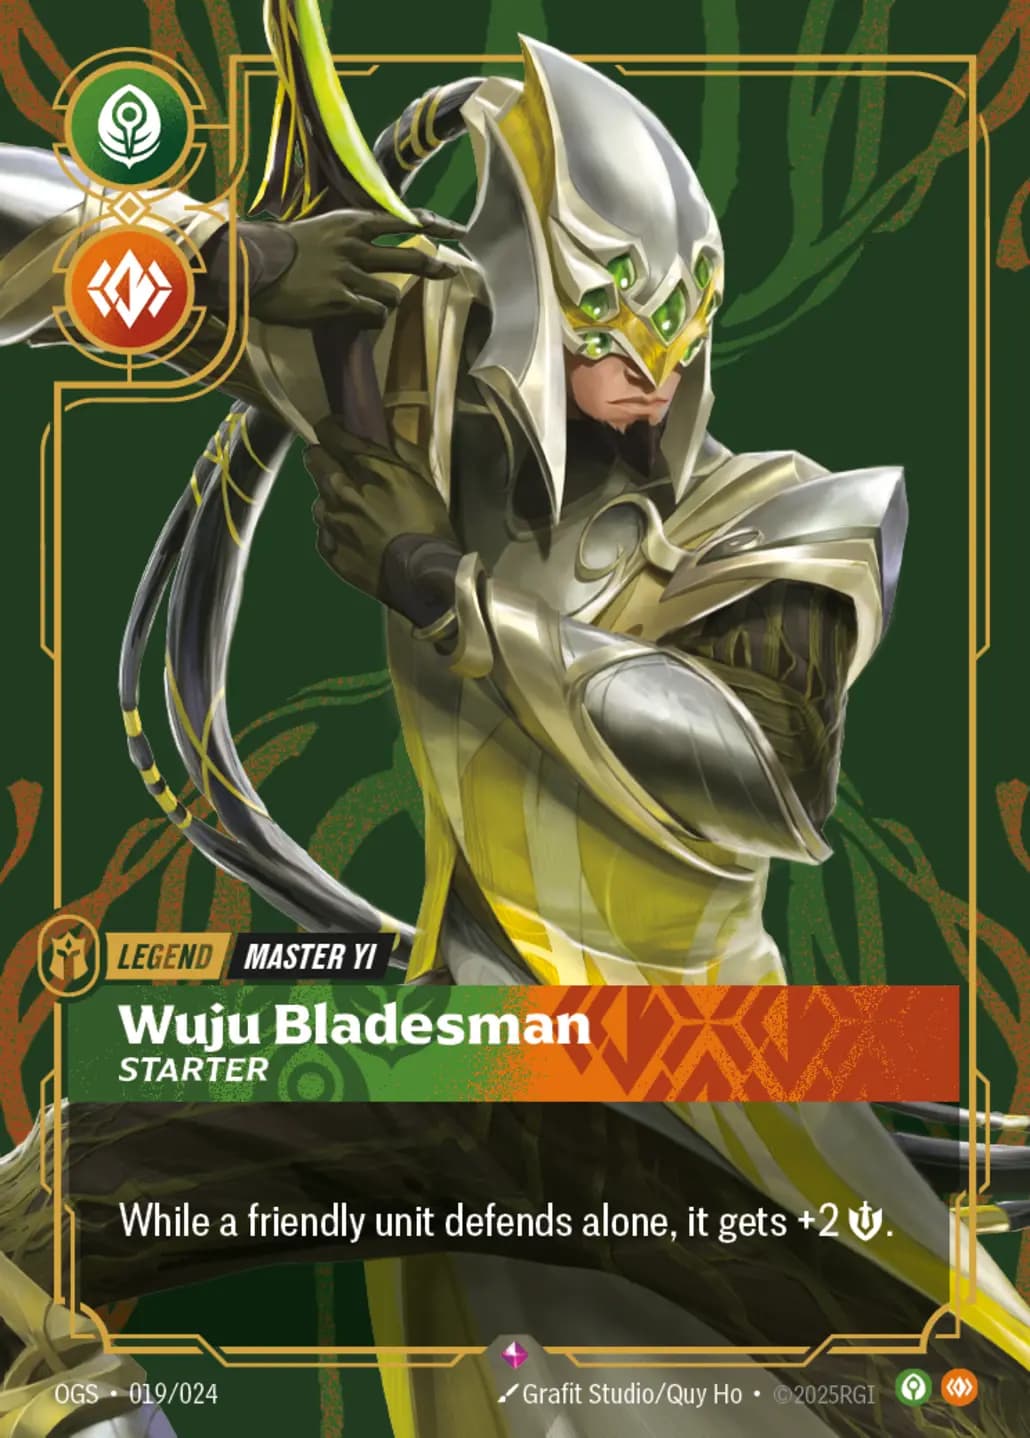 LEGEND MASTER YI
Wuju Bladesman
STARTER
While a friendly unit defends alone, it gets +2 .
OGS • 019/024 Grafit Studio/Quy Ho • ©2025RGI